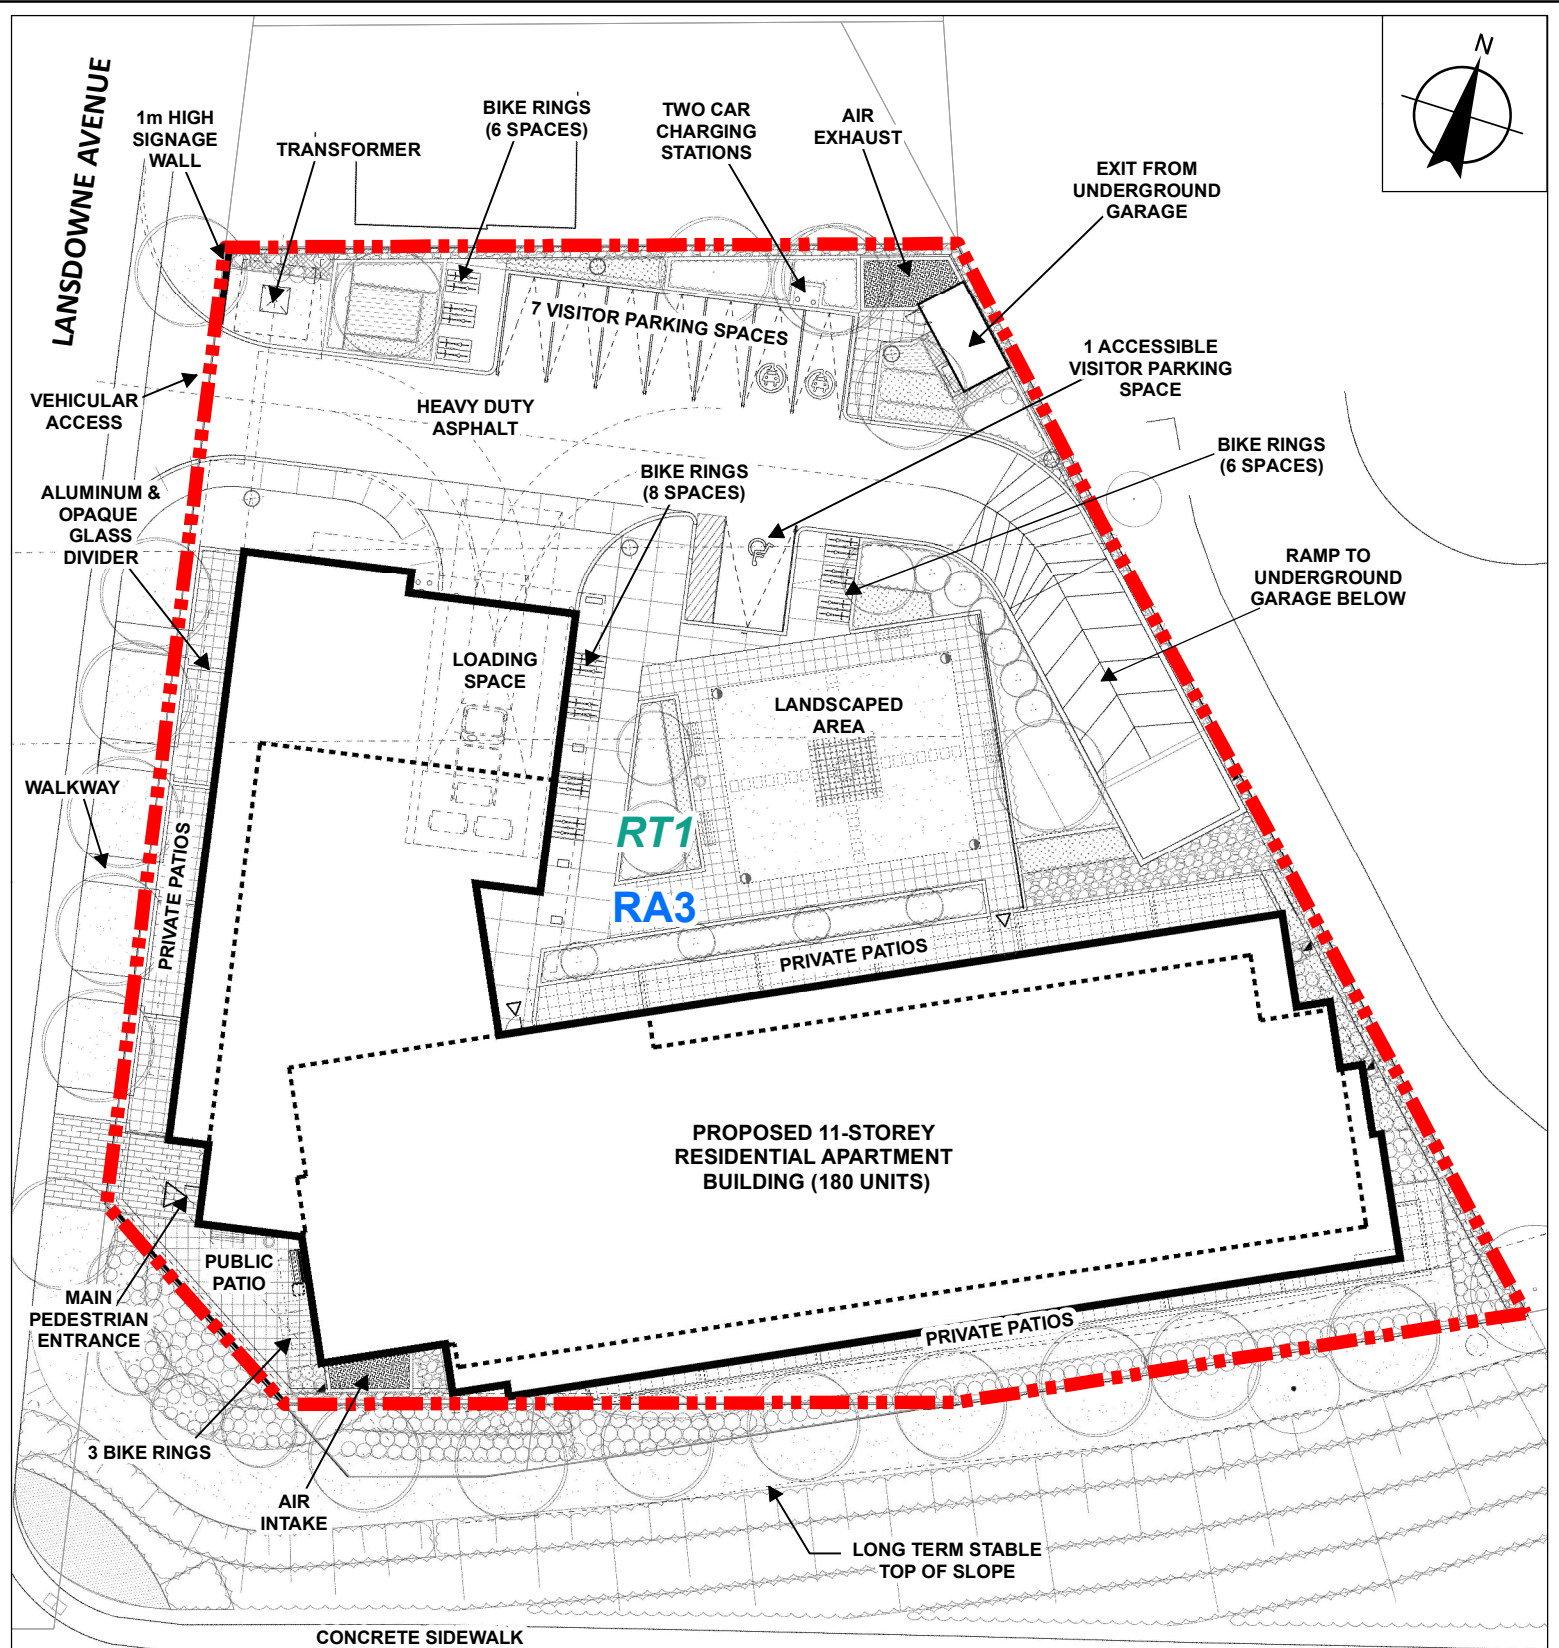 N
LANSDOWNE AVENUE
1m HIGH
SIGNAGE
WALL
TRANSFORMER
BIKE RINGS
(6 SPACES)
TWO CAR
CHARGING
STATIONS
AIR
EXHAUST
EXIT FROM
UNDERGROUND
GARAGE
7 VISITOR PARKING SPACES
1 ACCESSIBLE
VISITOR PARKING
SPACE
VEHICULAR
ACCESS
HEAVY DUTY
ASPHALT
BIKE RINGS
(8 SPACES)
BIKE RINGS
(6 SPACES)
ALUMINUM &
OPAQUE
GLASS
DIVIDER
RAMP TO
UNDERGROUND
GARAGE BELOW
LOADING
SPACE
LANDSCAPED
AREA
WALKWAY
PRIVATE PATIOS
RT1
RA3
PRIVATE PATIOS
PROPOSED 11-STOREY
RESIDENTIAL APARTMENT
BUILDING (180 UNITS)
PUBLIC
PATIO
MAIN
PEDESTRIAN
ENTRANCE
PRIVATE PATIOS
3 BIKE RINGS
AIR
INTAKE
LONG TERM STABLE
TOP OF SLOPE
CONCRETE SIDEWALK